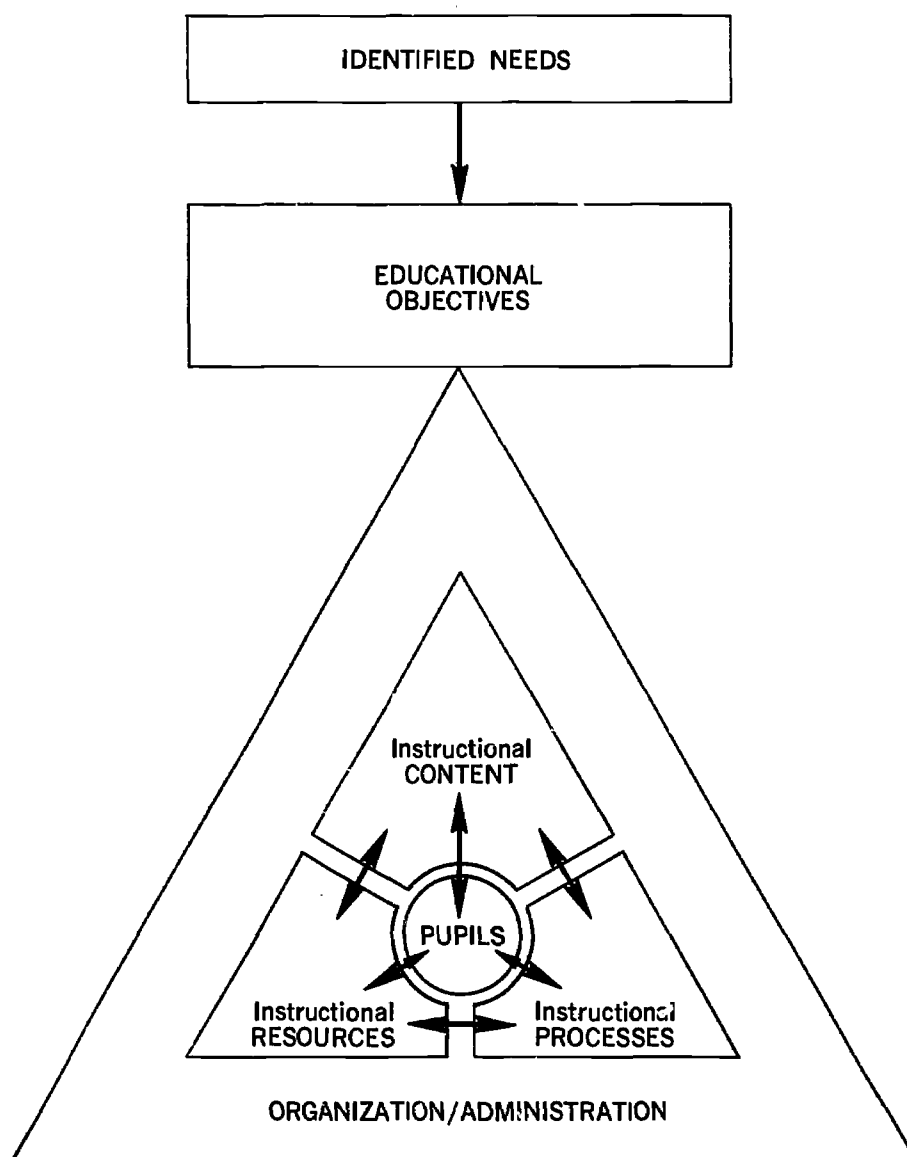 IDENTIFIED NEEDS
EDUCATIONAL
OBJECTIVES
Instructional
CONTENT
PUPILS
Instructional
RESOURCES
Instructional
PROCESSES
ORGANIZATION/ADMINISTRATION